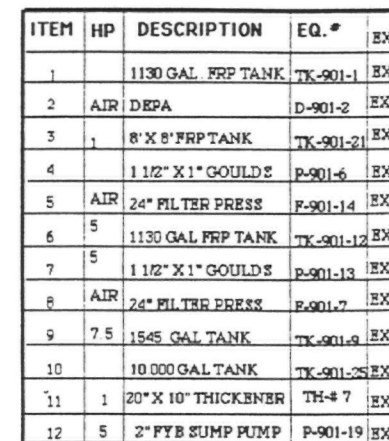 ITEM HP DESCRIPTION EQ.# EX
1 1130 GAL. FRP TANK TK-901-1 EX
2 AIR DEPA D-901-2 EX
3 1 8' X 8' FRP TANK TK-901-21 EX
4 1 1/2" X 1" GOULDS P-901-6 EX
5 AIR 24" FILTER PRESS F-901-14 EX
6 5 1130 GAL FRP TANK TK-901-12 EX
7 5 1 1/2" X 1" GOULDS P-901-13 EX
8 AIR 24" FILTER PRESS F-901-7 EX
9 7.5 1545 GAL TANK TK-901-9 EX
10 10.000 GAL TANK TK-901-25 EX
11 1 20" X 10" THICKENER TH-# 7 EX
12 5 2" FYB SUMP PUMP P-901-19 EX